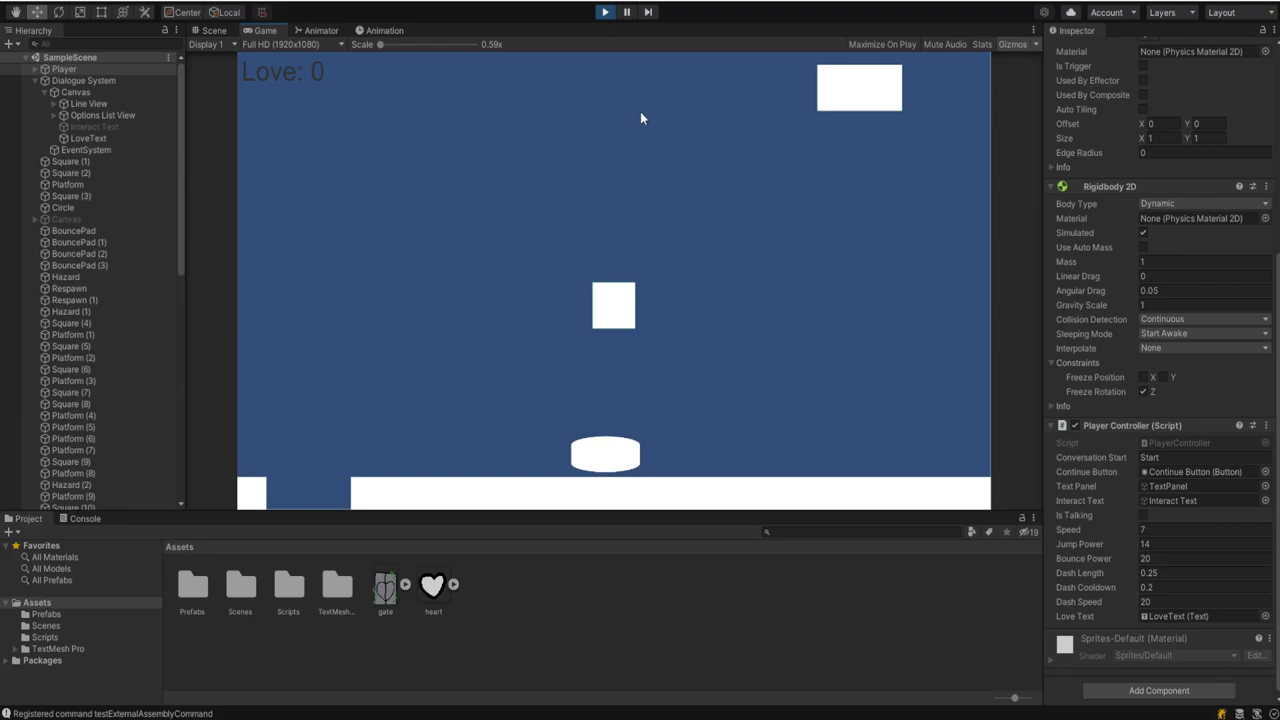 Center
Local
Account
Layers
Layout
Hierarchy
Scene
Game
Animator
Animation
Inspector
Display 1
Full HD (1920x1080)
Scale
0.59x
Maximize On Play
Mute Audio
Stats
Gizmos
All
SampleScene
Player
Dialogue System
Canvas
Line View
Options List View
Interact Text
LoveText
EventSystem
Square (1)
Square (2)
Platform
Square (3)
Circle
Canvas
BouncePad
BouncePad (1)
BouncePad (2)
BouncePad (3)
Hazard
Respawn
Respawn (1)
Hazard (1)
Square (4)
Platform (1)
Square (5)
Platform (2)
Square (6)
Platform (3)
Square (7)
Square (8)
Platform (4)
Platform (5)
Platform (6)
Platform (7)
Square (9)
Platform (8)
Hazard (2)
Platform (9)
Square (10)
Love: 0
Material None (Physics Material 2D)
Is Trigger
Used By Effector
Used By Composite
Auto Tiling
Offset X 0 Y 0
Size X 1 Y 1
Edge Radius 0
Info
Rigidbody 2D
Body Type Dynamic
Material None (Physics Material 2D)
Simulated
Use Auto Mass
Mass 1
Linear Drag 0
Angular Drag 0.05
Gravity Scale 1
Collision Detection Continuous
Sleeping Mode Start Awake
Interpolate None
Constraints
Freeze Position X Y
Freeze Rotation Z
Info
Player Controller (Script)
Script PlayerController
Conversation Start Start
Continue Button Continue Button (Button)
Text Panel TextPanel
Interact Text Interact Text
Is Talking
Speed 7
Jump Power 14
Bounce Power 20
Dash Length 0.25
Dash Cooldown 0.2
Dash Speed 20
Love Text LoveText (Text)
Sprites-Default (Material)
Shader Sprites/Default Edit...
Add Component
Project
Console
19
Favorites
All Materials
All Models
All Prefabs
Assets
Prefabs
Scenes
Scripts
TextMesh Pro
Packages
Assets
Prefabs
Scenes
Scripts
TextMesh...
gate
heart
Registered command testExternalAssemblyCommand